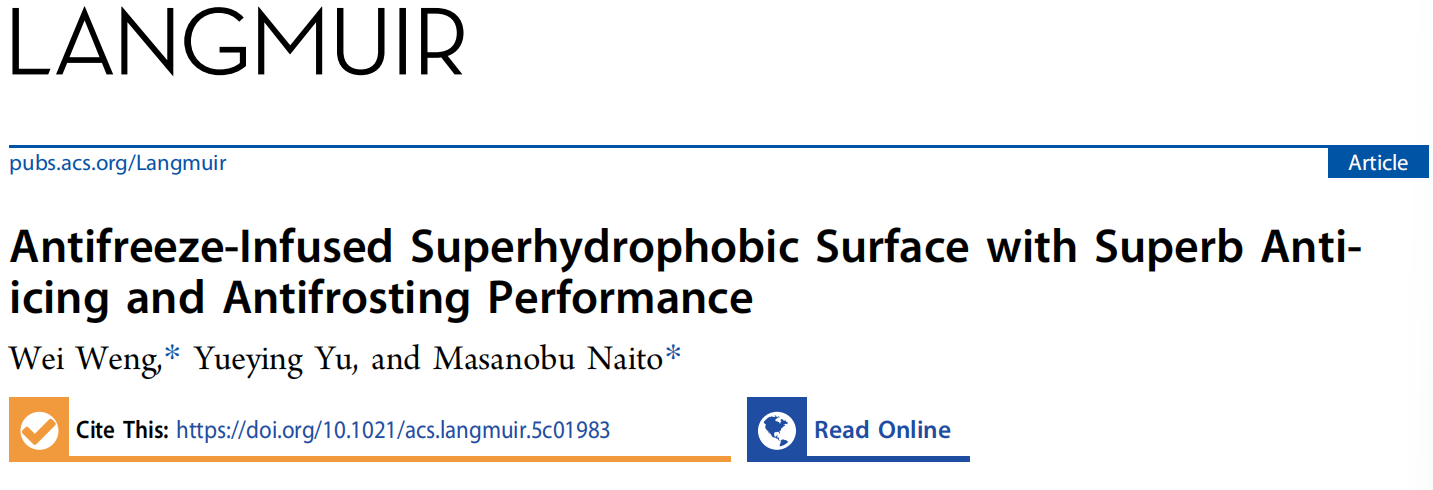 LANGMUIR
pubs.acs.org/Langmuir
Article
Antifreeze-Infused Superhydrophobic Surface with Superb Anti-
icing and Antifrosting Performance
Wei Weng,* Yueying Yu, and Masanobu Naito*
Cite This: https://doi.org/10.1021/acs.langmuir.5c01983
Read Online